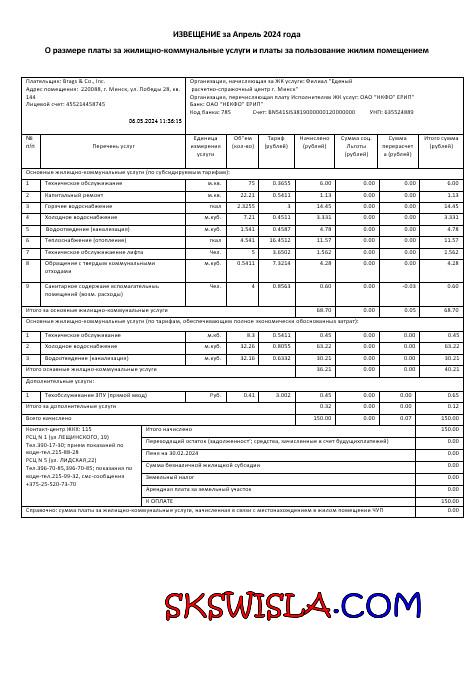 ИЗВЕЩЕНИЕ за Апрель 2024 года
О размере платы за жилищно-коммунальные услуги и платы за пользование жилим помещением
Плательщик: Brags & Co., Inc.
Адрес помещения: 220088, г. Минск, ул. Победы 28, кв. 144
Лицевой счет: 455214458745
06.05.2024 11:36:15
Организации, начисляющая за ЖК услуги: Филиал "Единый
расчетно-справочный центр г. Минска"
Организация, перечисляющая плату Исполнителям ЖК услуг: ОАО "НКФО" ЕРИП"
Банк: ОАО "НЕКФО" ЕРИП"
Код банка: 785 Счет: BN541SI53819000000120000000 УНП: 635524889
№ п/п Перечень услуг Единица измерения услуги Об"ем (кол-во) Тариф (рублей) Начислено (рублей) Сумма соц. Льготы (рублей) Сумма перерасчета (рублей) Итого сумма (рублей)
Основные жилищно-коммунальные услуги (по субсидируемым тарифам):
1 Техническое обслуживание м.кв. 75 0.3655 6.00 0.00 0.00 6.00
2 Капитальный ремонт м.кв. 22.21 0.5411 1.13 0.00 0.00 1.13
3 Горячее водоснабжение гкал 2.3255 3 14.45 0.00 0.00 14.45
4 Холодное водоснабжение м.куб. 7.21 0.4511 3.331 0.00 0.00 3.331
5 Водоотведение (канализация) м.куб. 1.541 0.4587 4.78 0.00 0.00 4.78
6 Теплоснабжение (отопление) гкал 4.541 16.4512 11.57 0.00 0.00 11.57
7 Техническое обслуживание лифта Чел. 5 3.6502 1.562 0.00 0.00 1.562
8 Обращение с твердым коммунальными отходами м.куб. 0.5411 7.3214 4.28 0.00 0.00 4.28
9 Санитарное содержание вспомагательных помещений (возм. расходы) Чел. 4 0.8563 0.60 0.00 -0.03 0.60
Итого за основные жилищно-коммунальные услуги 68.70 0.00 0.05 68.70
Основные жилищно-коммунальные услуги (по тарифам, обеспечивающем полное экономически обоснованных затрат):
1 Техническое обслуживание м.кб. 8.3 0.5411 0.45 0.00 0.00 0.45
2 Холодное водоснабжение м.куб. 32.26 0.8055 63.22 0.00 0.00 63.22
3 Водоотведение (канализация) м.куб. 32.16 0.6332 30.21 0.00 0.00 30.21
Итого основные жилищно-коммунальные услуги 36.21 0.00 0.00 40.21
Дополнительные услуги:
1 Техобслуживание ЗПУ (прямой ввод) Руб. 0.41 3.002 0.45 0.00 0.00 0.65
Итого за дополнительные услуги 0.32 0.00 0.00 0.12
Всего начислено 150.00 0.00 0.07 150.00
Контакт-центр ЖКХ: 115
РСЦ N 1 (ул ЛЕЩИНСКОГО, 19)
Тел.390-17-30; прием показаний по
воде-тел.215-88-28
РСЦ N 5 (ул. ЛИДСКАЯ,22)
Тел.396-70-85,396-70-85; показания по
воде-тел.215-99-32, смс-сообщения
+375-25-520-73-70
Итого начислено 150.00
Переходящий остаток (задолженност'; средства, зачисленные в счет будущих платежей) 0.00
Пеня на 30.02.2024 0.00
Сумма безналичной жилищной субсидии 0.00
Земельный налог 0.00
Арендная плата за земельный участок 0.00
К ОПЛАТЕ 150.00
Справочно: сумма платы за жилищно-коммунальные услуги, начисленная в связи с местонахождением в жилом помещении ЧУП 0.00
SKSWISLA.COM